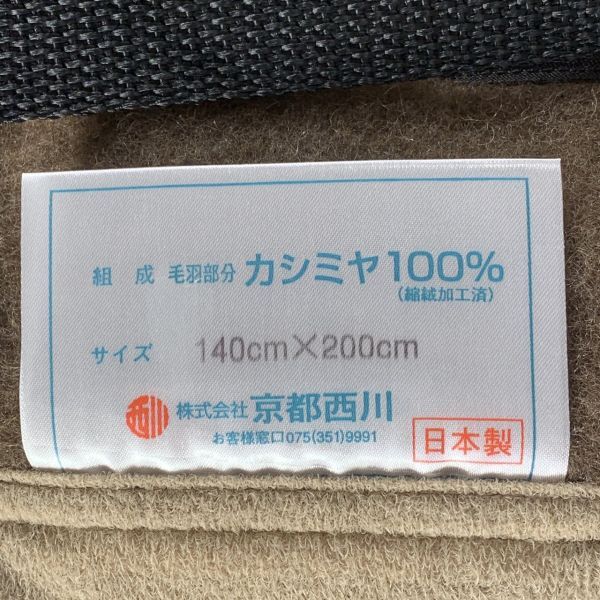 組成 毛羽部分 カシミヤ100%
(縮絨加工済)
サイズ 140cm×200cm
西川 株式会社 京都西川
お客様窓口075(351)9991
日本製